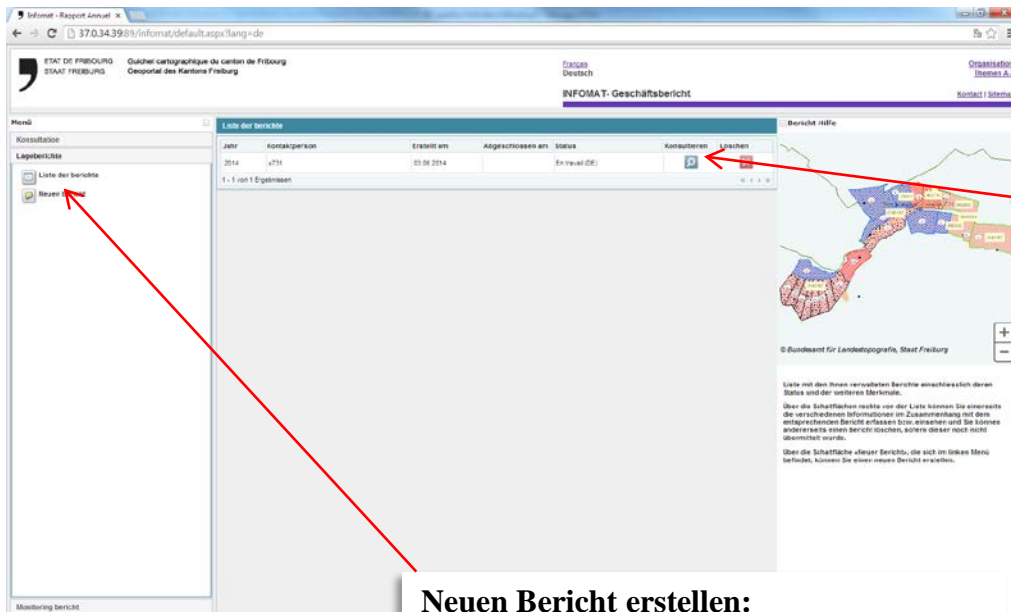 Infomat - Rapport Annuel
37.0.34.39:89/infomat/default.aspx?lang=de
ETAT DE FRIBOURG
STAAT FREIBURG
Guichet cartographique du canton de Fribourg
Geoportal des Kantons Freiburg
Français
Deutsch
INFOMAT- Geschäftsbericht
Organisation
Themen A-
Kontact | Sitema
Menü
Konsultation
Lageberichte
Liste der berichte
Neuen
Monitoring bericht
Liste der berichte
Jahr Kontaktperson Erstellt am Abgeschlossen am Status Konsultieren Löschen
2014 03.06.2014 En travail (DE)
1 - 1 von 1 Ergebnissen
Bericht Hilfe
© Bundesamt für Landestopografie, Staat Freiburg
Liste mit den Ihnen verwalteten Berichte einschliesslich deren
Status und der weiteren Merkmale.
Über die Schaltflächen rechts von der Liste können Sie einerseits
die verschiedenen Informationen im Zusammenhang mit dem
entsprechenden Bericht erfassen bzw. einsehen und Sie können
andererseits einen Bericht löschen, sofern dieser noch nicht
übermittelt wurde.
Über die Schaltfläche «Neuer Bericht», die sich im linken Menü
befindet, können Sie einen neuen Bericht erstellen.
Neuen Bericht erstellen: